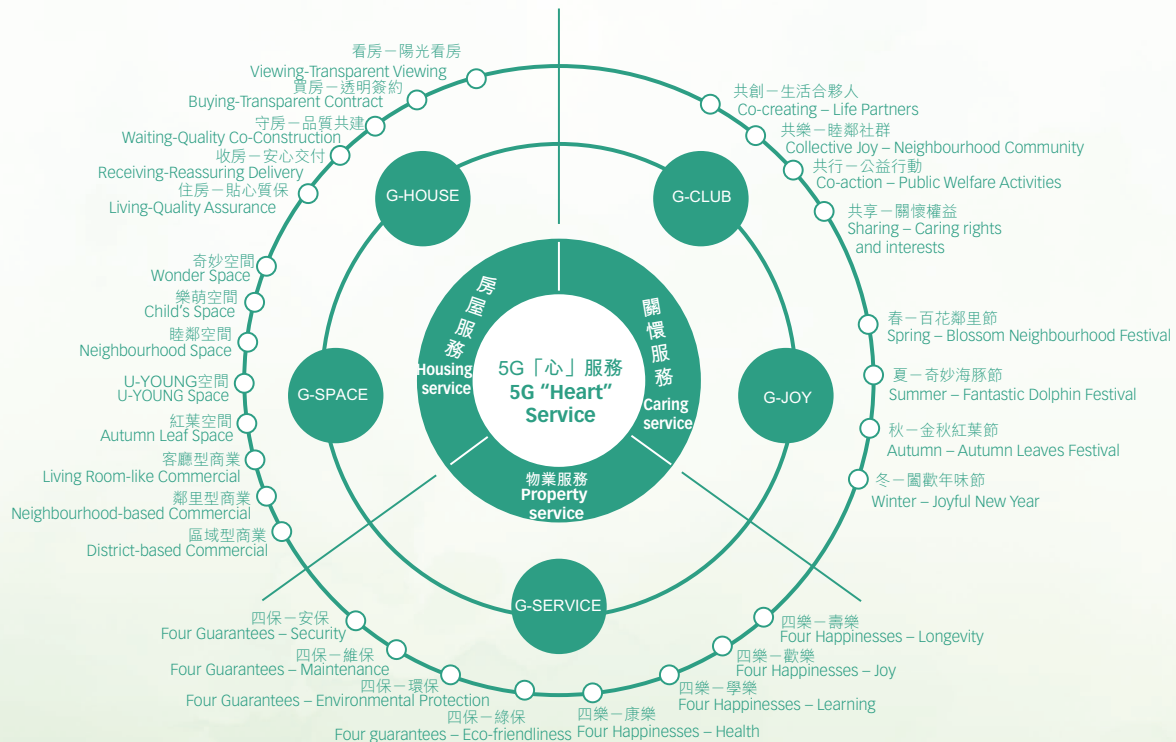 看房－陽光看房
Viewing-Transparent Viewing
買房－透明簽約
Buying-Transparent Contract
守房－品質共建
Waiting-Quality Co-Construction
收房－安心交付
Receiving-Reassuring Delivery
住房－貼心質保
Living-Quality Assurance
奇妙空間
Wonder Space
樂萌空間
Child's Space
睦鄰空間
Neighbourhood Space
U-YOUNG空間
U-YOUNG Space
紅葉空間
Autumn Leaf Space
客廳型商業
Living Room-like Commercial
鄰里型商業
Neighbourhood-based Commercial
區域型商業
District-based Commercial
G-HOUSE
G-SPACE
G-CLUB
G-JOY
G-SERVICE
房屋服務
Housing
service
關懷服務
Caring
service
物業服務
Property
service
5G「心」服務
5G “Heart”
Service
共創－生活合夥人
Co-creating – Life Partners
共樂－睦鄰社群
Collective Joy – Neighbourhood Community
共行－公益行動
Co-action – Public Welfare Activities
共享－關懷權益
Sharing – Caring rights
and interests
春－百花鄰里節
Spring – Blossom Neighbourhood Festival
夏－奇妙海豚節
Summer – Fantastic Dolphin Festival
秋－金秋紅葉節
Autumn – Autumn Leaves Festival
冬－闔歡年味節
Winter – Joyful New Year
四保－安保
Four Guarantees – Security
四保－維保
Four Guarantees – Maintenance
四保－環保
Four Guarantees – Environmental Protection
四保－綠保
Four guarantees – Eco-friendliness
四樂－康樂
Four Happinesses – Health
四樂－學樂
Four Happinesses – Learning
四樂－歡樂
Four Happinesses – Joy
四樂－壽樂
Four Happinesses – Longevity